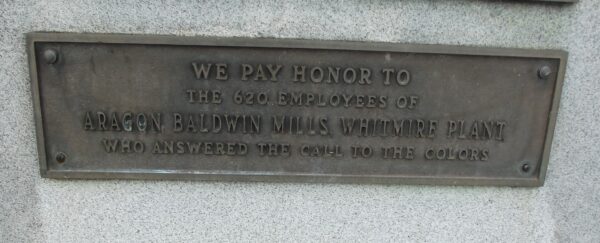 WE PAY HONOR TO
THE 620 EMPLOYEES OF
ARAGON, BALDWIN MILLS, WHITMIRE PLANT
WHO ANSWERED THE CALL TO THE COLORS